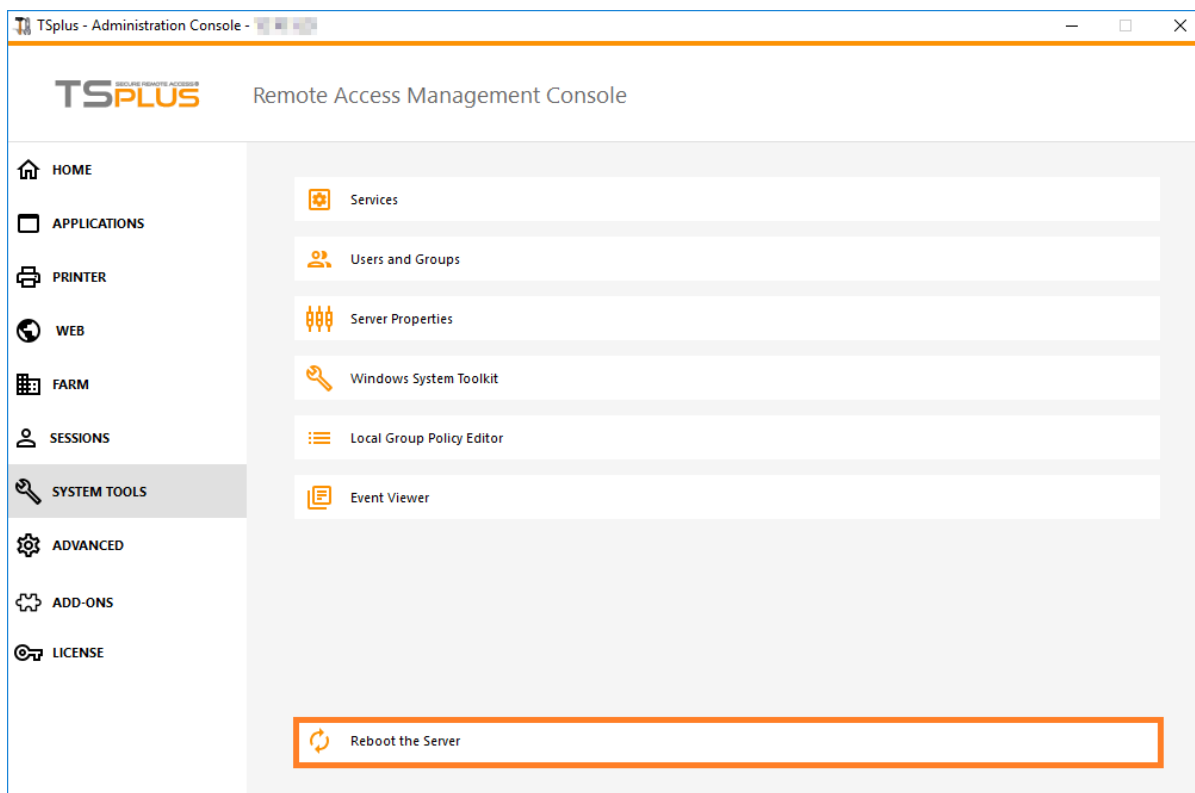 TSplus - Administration Console -
SECURE REMOTE ACCESS®
TSPLUS
Remote Access Management Console
HOME
APPLICATIONS
PRINTER
WEB
FARM
SESSIONS
SYSTEM TOOLS
ADVANCED
ADD-ONS
LICENSE
Services
Users and Groups
Server Properties
Windows System Toolkit
Local Group Policy Editor
Event Viewer
Reboot the Server